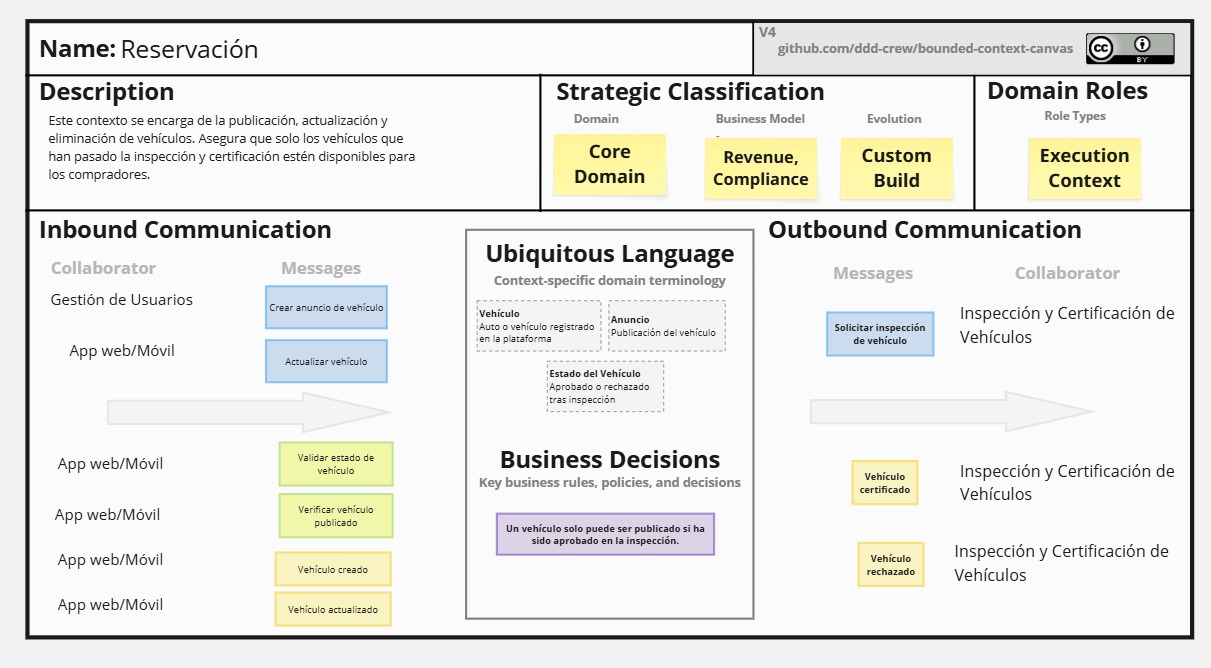 Name: Reservación
V4
github.com/ddd-crew/bounded-context-canvas
cc
BY
Description
Este contexto se encarga de la publicación, actualización y
eliminación de vehículos. Asegura que solo los vehículos que
han pasado la inspección y certificación estén disponibles para
los compradores.
Strategic Classification
Domain
Core
Domain
Business Model
Revenue,
Compliance
Evolution
Custom
Build
Domain Roles
Role Types
Execution
Context
Inbound Communication
Collaborator
Messages
Gestión de Usuarios
Crear anuncio de vehículo
App web/Móvil
Actualizar vehículo
App web/Móvil
Validar estado de
vehículo
App web/Móvil
Verificar vehículo
publicado
App web/Móvil
Vehículo creado
App web/Móvil
Vehículo actualizado
Ubiquitous Language
Context-specific domain terminology
Vehículo
Auto o vehículo registrado
en la plataforma
Anuncio
Publicación del vehículo
Estado del Vehículo
Aprobado o rechazado
tras inspección
Business Decisions
Key business rules, policies, and decisions
Un vehículo solo puede ser publicado si ha
sido aprobado en la inspección.
Outbound Communication
Messages
Collaborator
Solicitar inspección
de vehículo
Inspección y Certificación de
Vehículos
Vehículo
certificado
Inspección y Certificación de
Vehículos
Vehículo
rechazado
Inspección y Certificación de
Vehículos